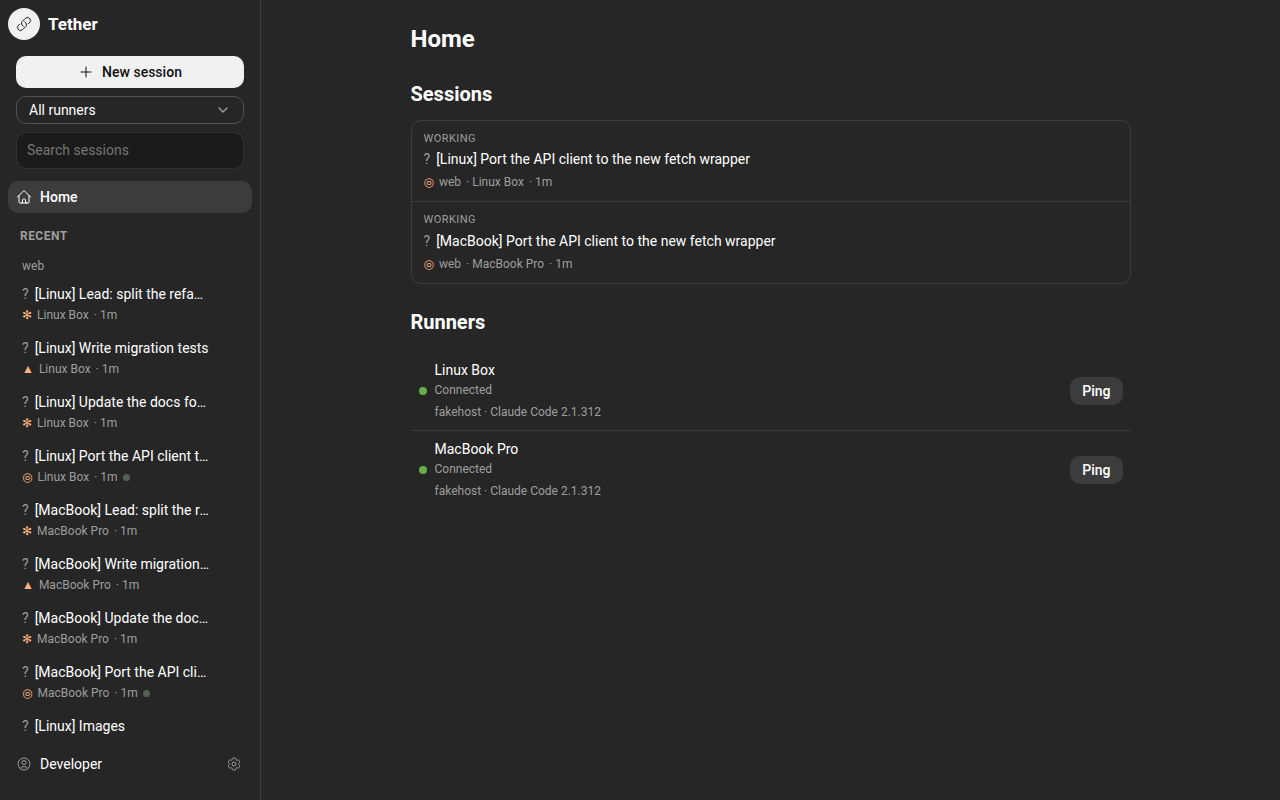 Tether
New session
All runners
Search sessions
Home
RECENT
web
? [Linux] Lead: split the refa…
Linux Box · 1m
? [Linux] Write migration tests
Linux Box · 1m
? [Linux] Update the docs fo…
Linux Box · 1m
? [Linux] Port the API client t…
Linux Box · 1m
? [MacBook] Lead: split the r…
MacBook Pro · 1m
? [MacBook] Write migration…
MacBook Pro · 1m
? [MacBook] Update the doc…
MacBook Pro · 1m
? [MacBook] Port the API cli…
MacBook Pro · 1m
? [Linux] Images
Developer
Home
Sessions
WORKING
? [Linux] Port the API client to the new fetch wrapper
web · Linux Box · 1m
WORKING
? [MacBook] Port the API client to the new fetch wrapper
web · MacBook Pro · 1m
Runners
Linux Box
Connected
fakehost · Claude Code 2.1.312
Ping
MacBook Pro
Connected
fakehost · Claude Code 2.1.312
Ping